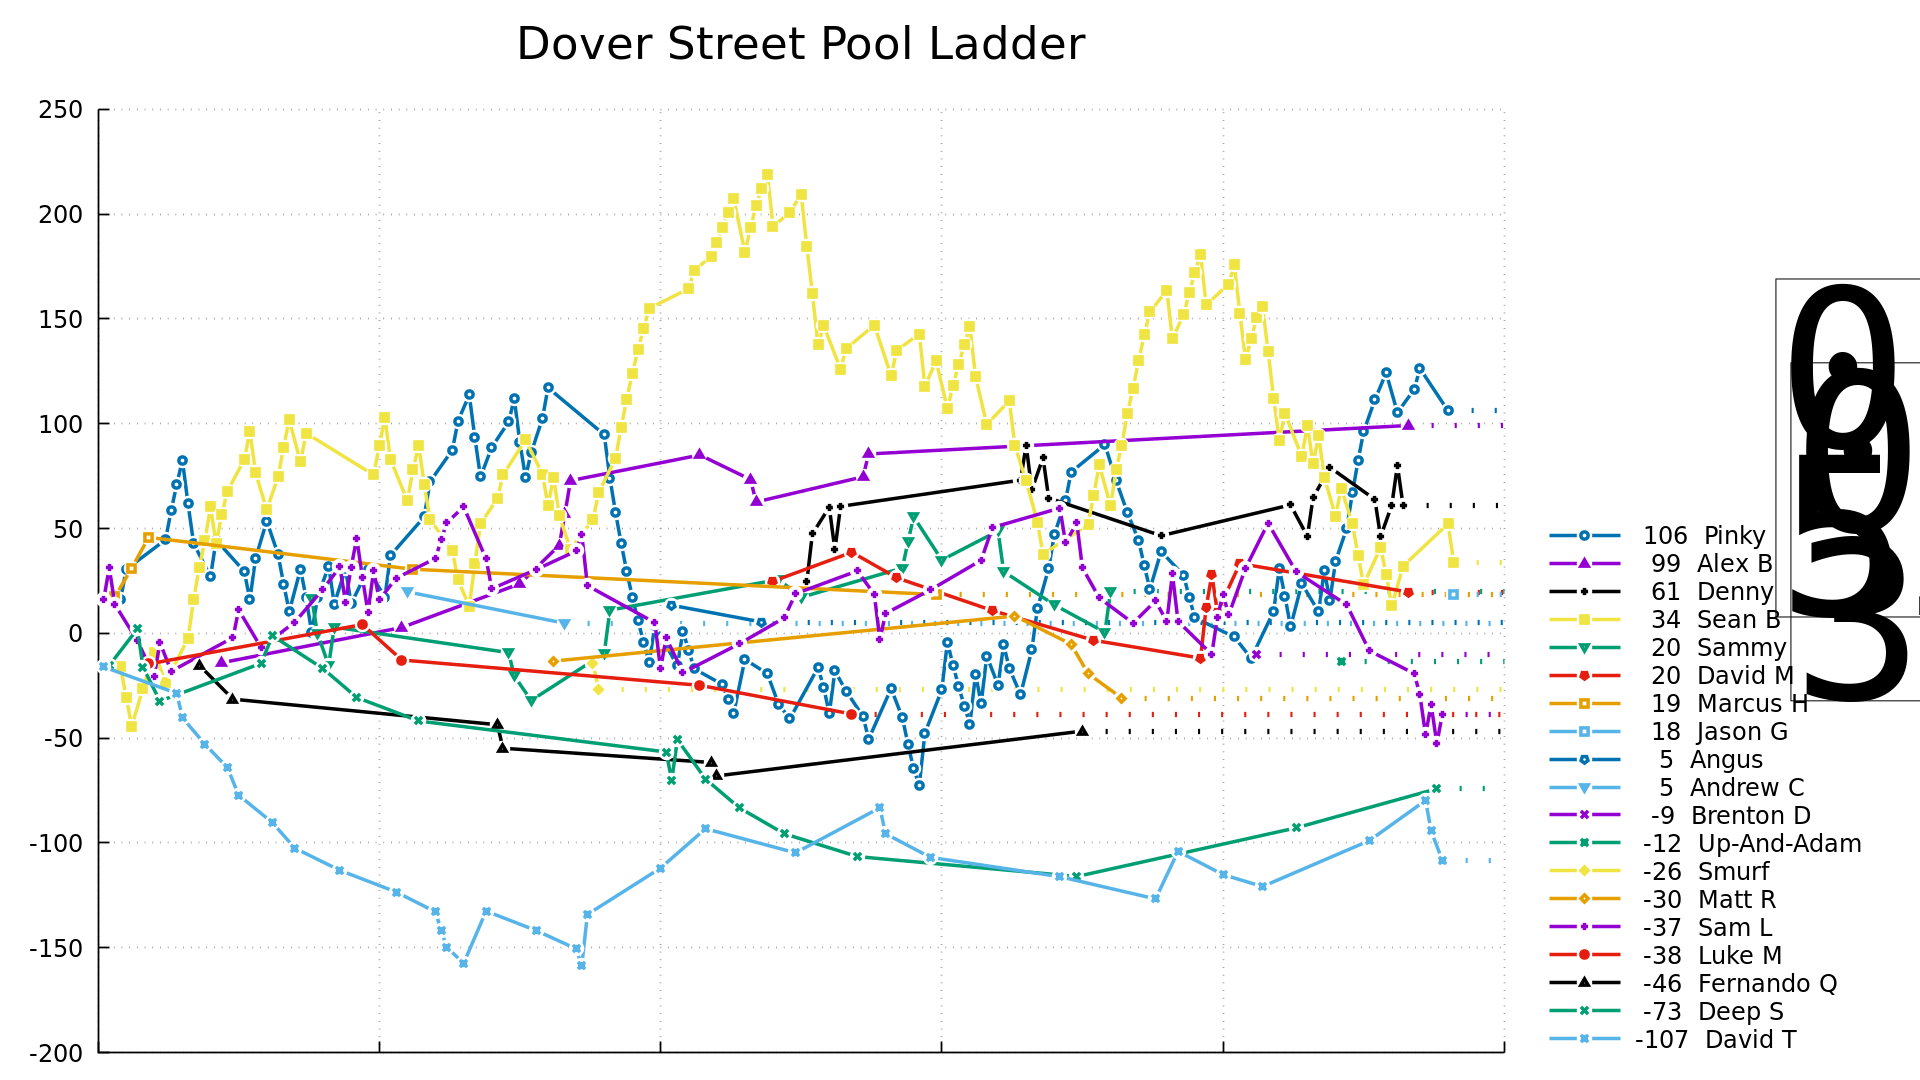 Dover Street Pool Ladder
250
200
150
100
50
0
-50
-100
-150
-200
106 Pinky
99 Alex B
61 Denny
34 Sean B
20 Sammy
20 David M
19 Marcus H
18 Jason G
5 Angus
5 Andrew C
-9 Brenton D
-12 Up-And-Adam
-26 Smurf
-30 Matt R
-37 Sam L
-38 Luke M
-46 Fernando Q
-73 Deep S
-107 David T